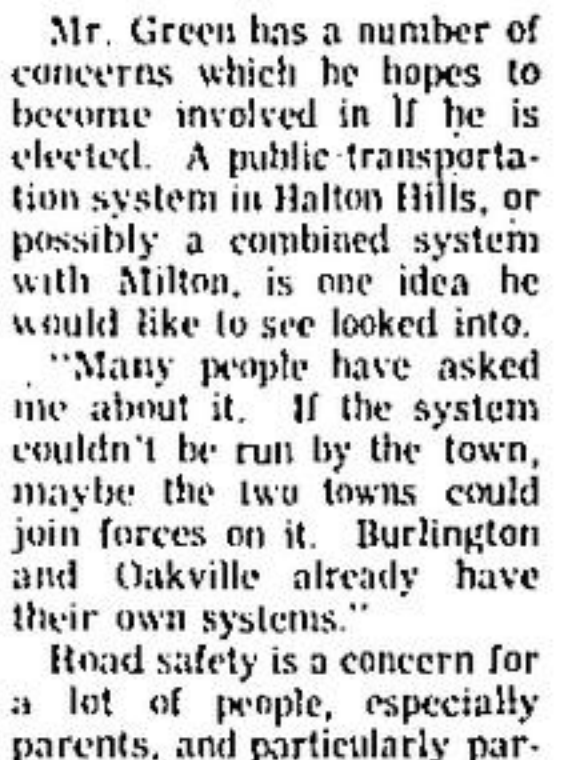 Mr. Green has a number of
concerns which he hopes to
become involved in if he is
elected. A public transporta-
tion system in Halton Hills, or
possibly a combined system
with Milton, is one idea he
would like to see looked into.
"Many people have asked
me about it. If the system
couldn't be run by the town,
maybe the two towns could
join forces on it. Burlington
and Oakville already have
their own systems."
Road safety is a concern for
a lot of people, especially
parents, and particularly par-